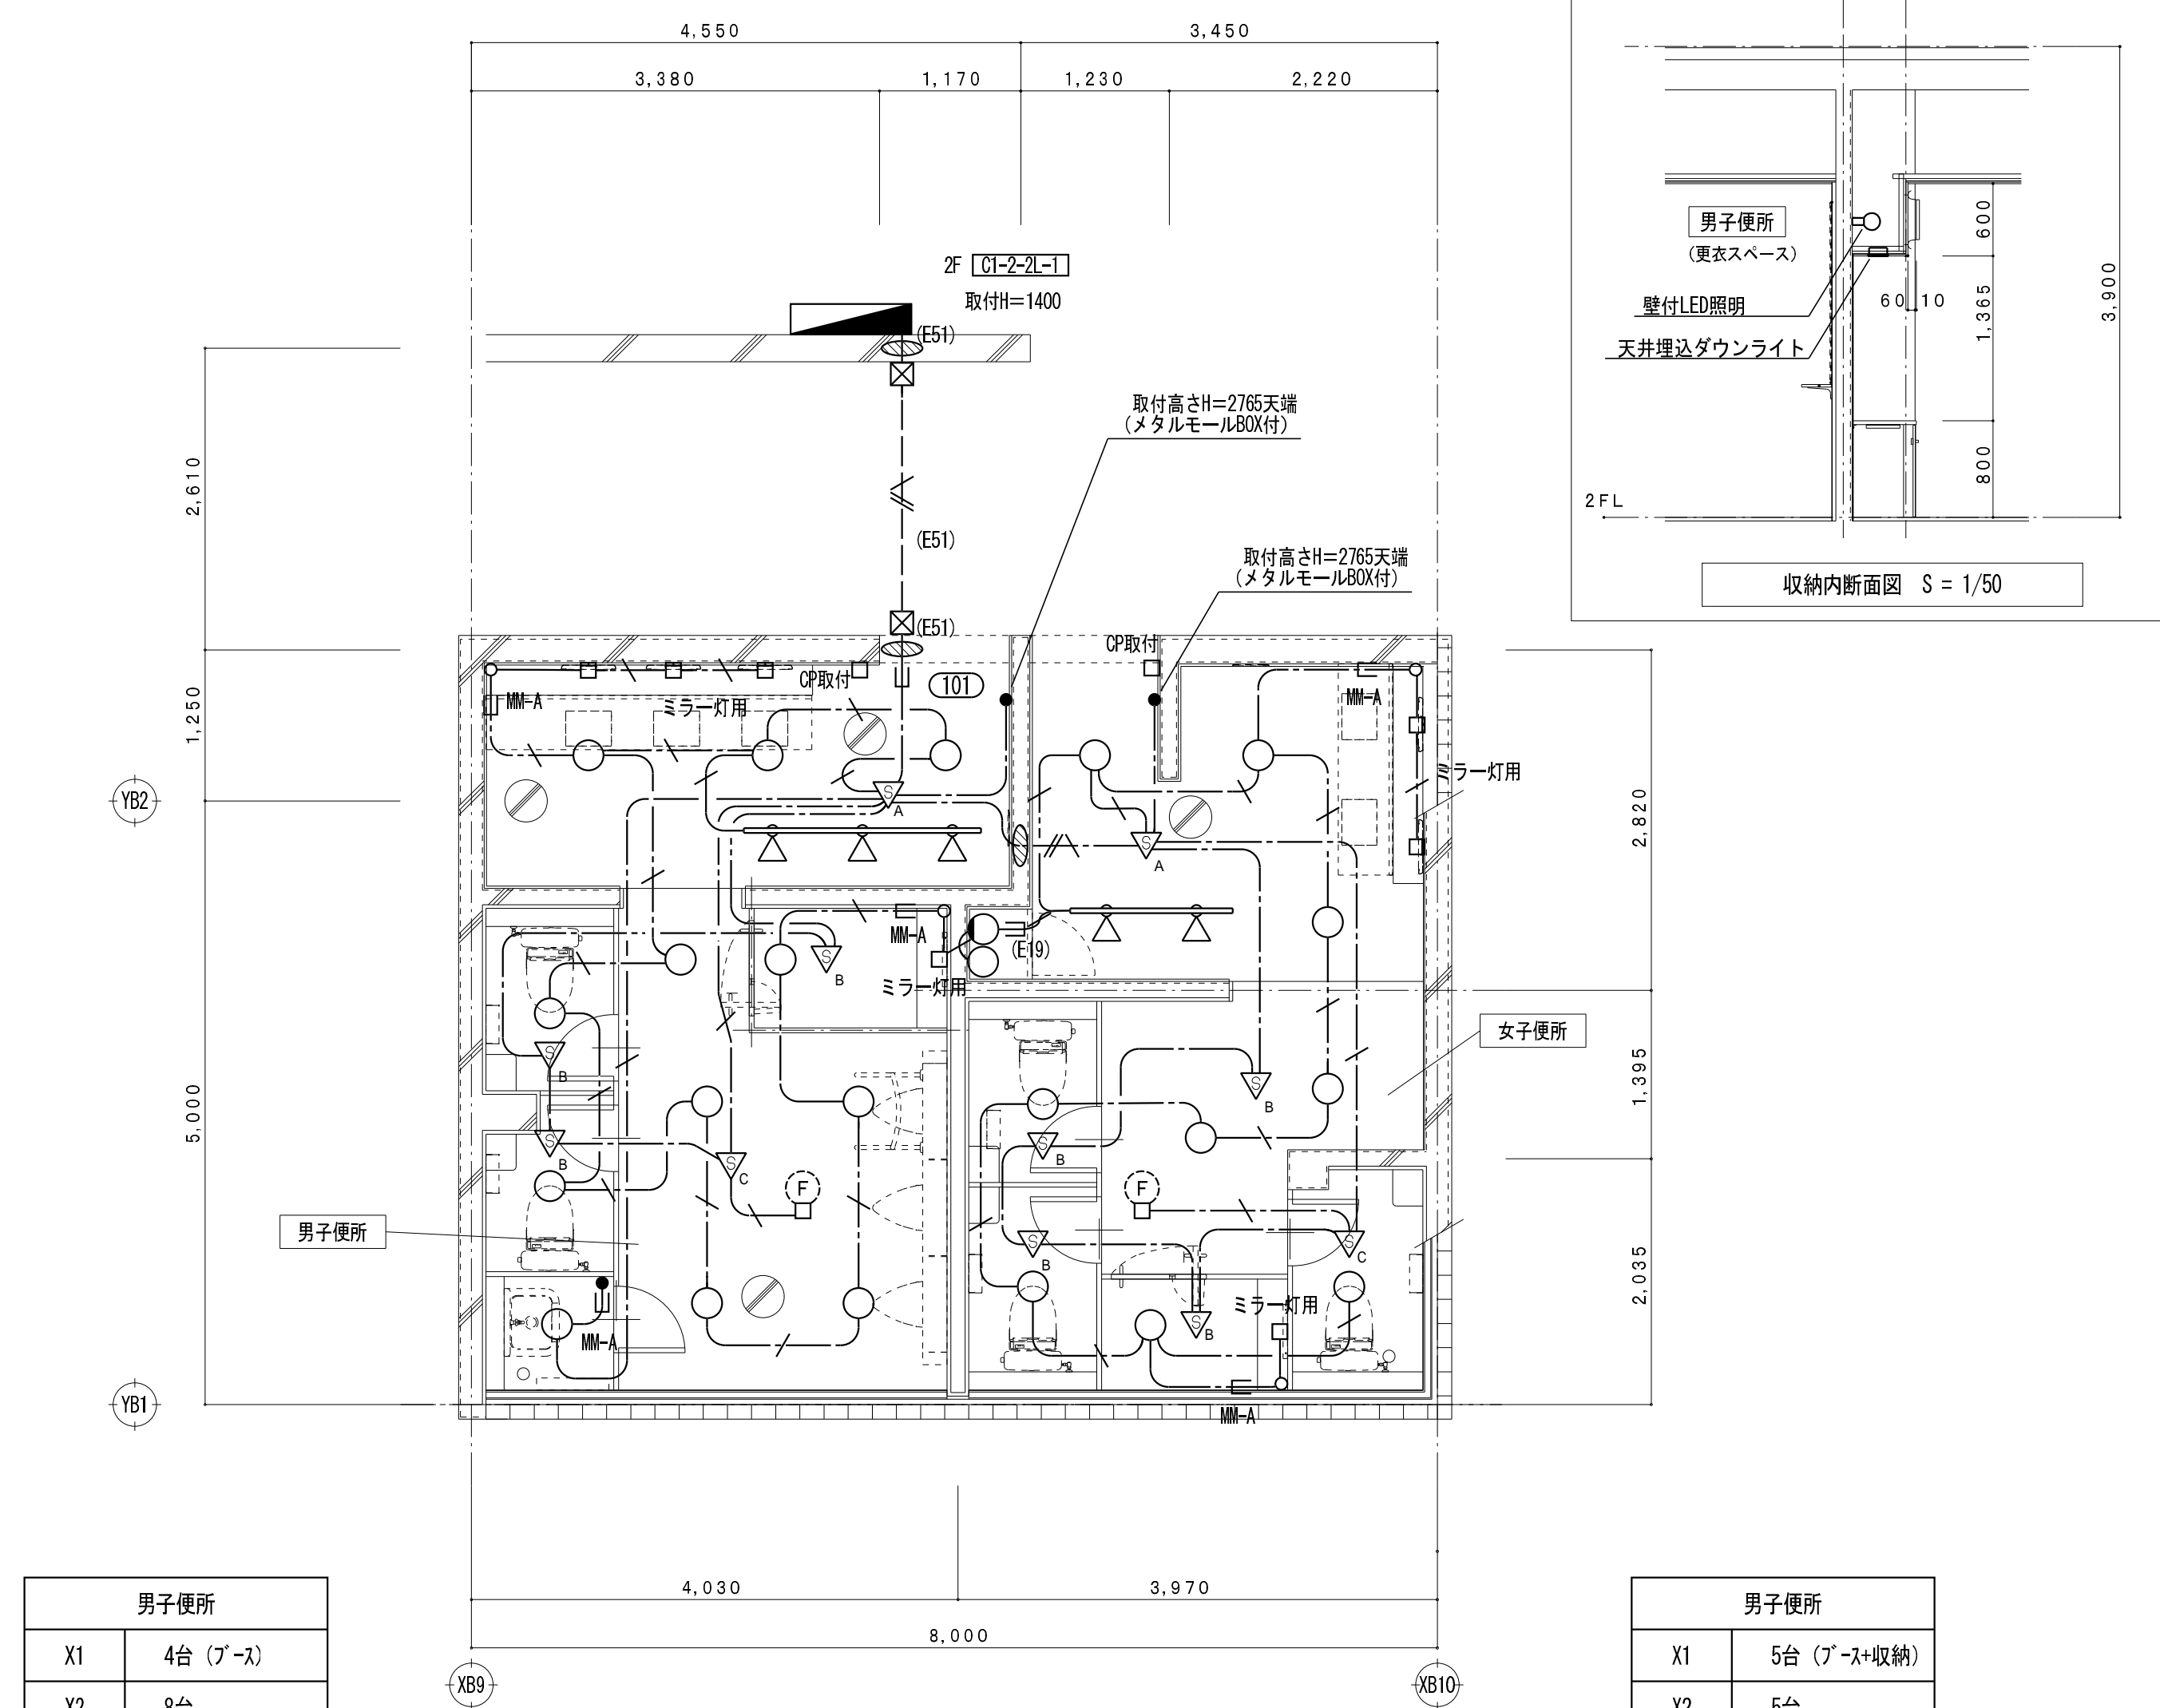 4,550
3,450
3,380
1,170
1,230
2,220
男子便所
(更衣スペース)
壁付LED照明
天井埋込ダウンライト
600
60 10
1,365
3,900
800
2FL
収納内断面図 S = 1/50
2F C1-2-2L-1
取付H=1400
(E51)
取付高さH=2765天端
(メタルモールBOX付)
(E51)
取付高さH=2765天端
(メタルモールBOX付)
(E51)
CP取付
2,610
1,250
5,000
2,820
1,395
2,035
MM-A
ミラー灯用
CP取付
101
MM-A
ミラー灯用
YB2
S
A
S
A
MM-A
(E19)
ミラー灯用
S
B
S
B
S
B
S
C
F
S
B
S
B
F
S
B
S
C
女子便所
男子便所
MM-A
ミラー灯用
S
B
MM-A
YB1
4,030
3,970
8,000
XB9
XB10
男子便所
X1 4台 (ブース)
X2 8台
男子便所
X1 5台 (ブース+収納)
X2 5台